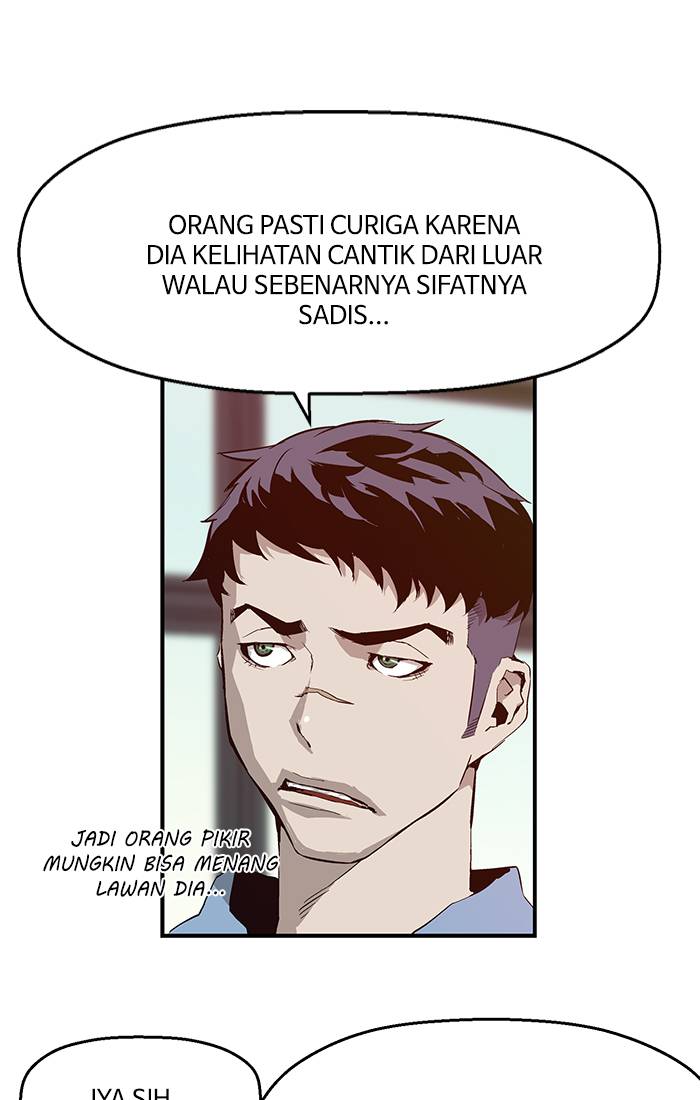 ORANG PASTI CURIGA KARENA
DIA KELIHATAN CANTIK DARI LUAR
WALAU SEBENARNYA SIFATNYA
SADIS...
JADI ORANG PIKIR
MUNGKIN BISA MENANG
LAWAN DIA...
IYA SIH